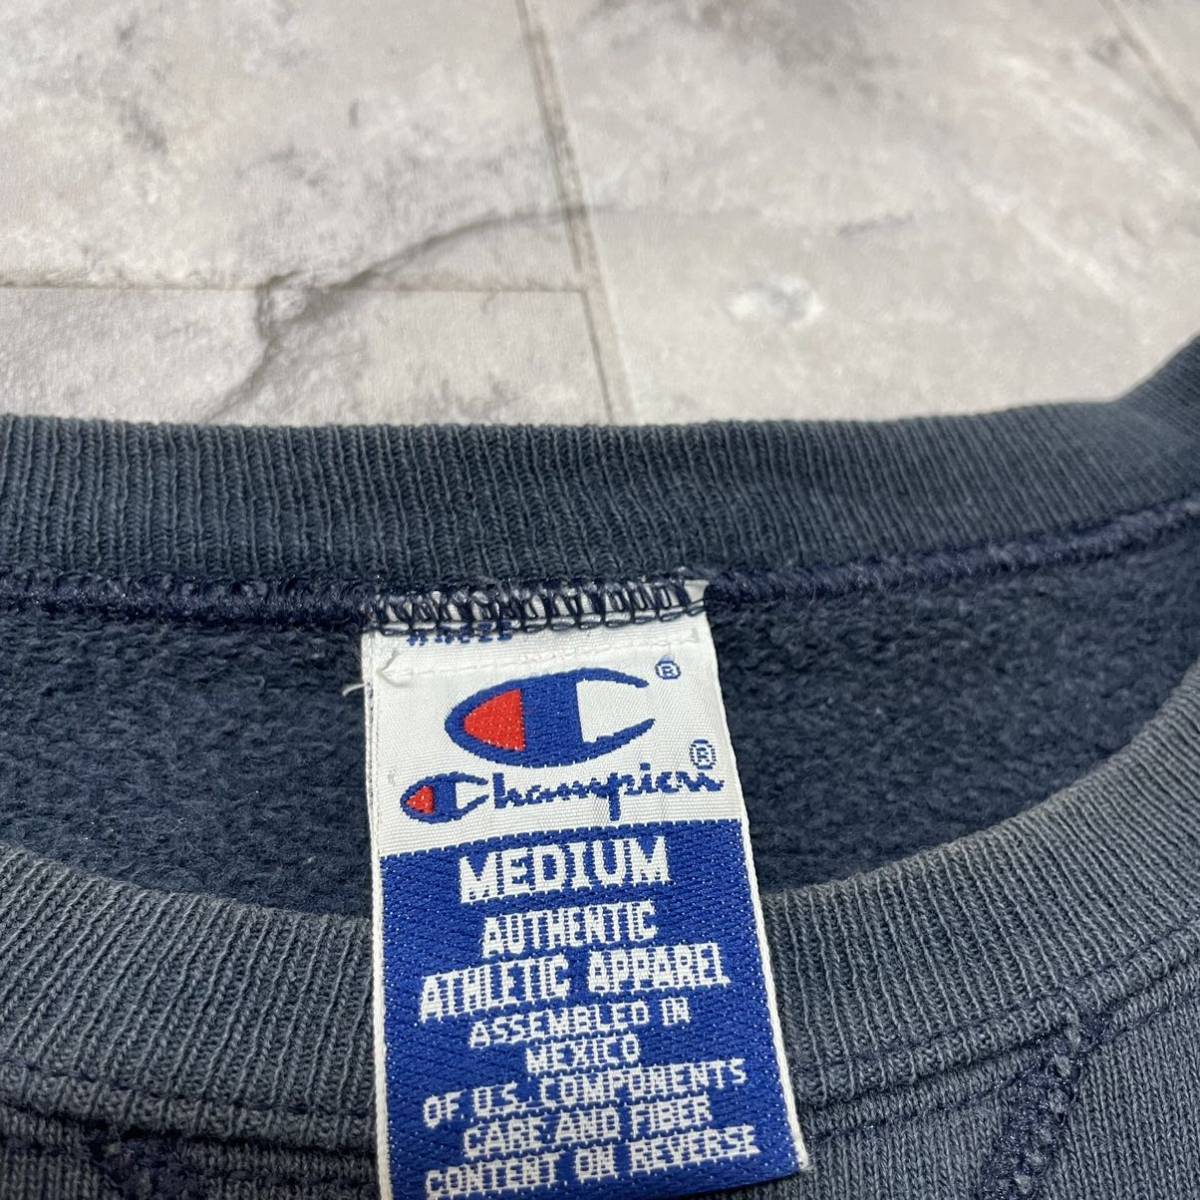 ®
Champion®
MEDIUM
AUTHENTIC
ATHLETIC APPAREL
ASSEMBLED IN
MEXICO
OF U.S. COMPONENTS
CARE AND FIBER
CONTENT ON REVERSE